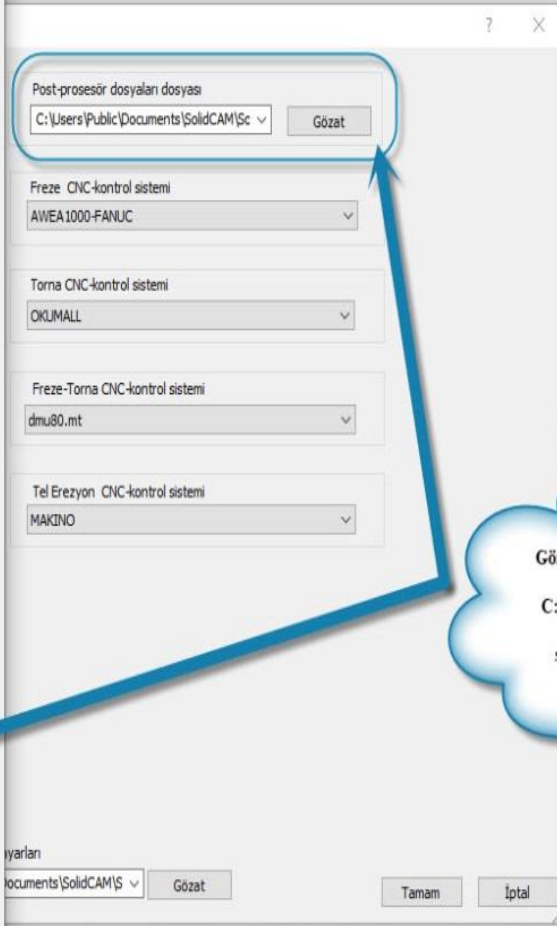 ? X
Post-prosesör dosyaları dosyası
C:\Users\Public\Documents\SolidCAM\Sc
Gözat
Freze CNC-kontrol sistemi
AWEA1000-FANUC
Torna CNC-kontrol sistemi
OKUMALL
Freze-Torna CNC-kontrol sistemi
dmu80.mt
Tel Erezyon CNC-kontrol sistemi
MAKINO
C:
ocuments\SolidCAM\S
Gözat
Tamam
İptal